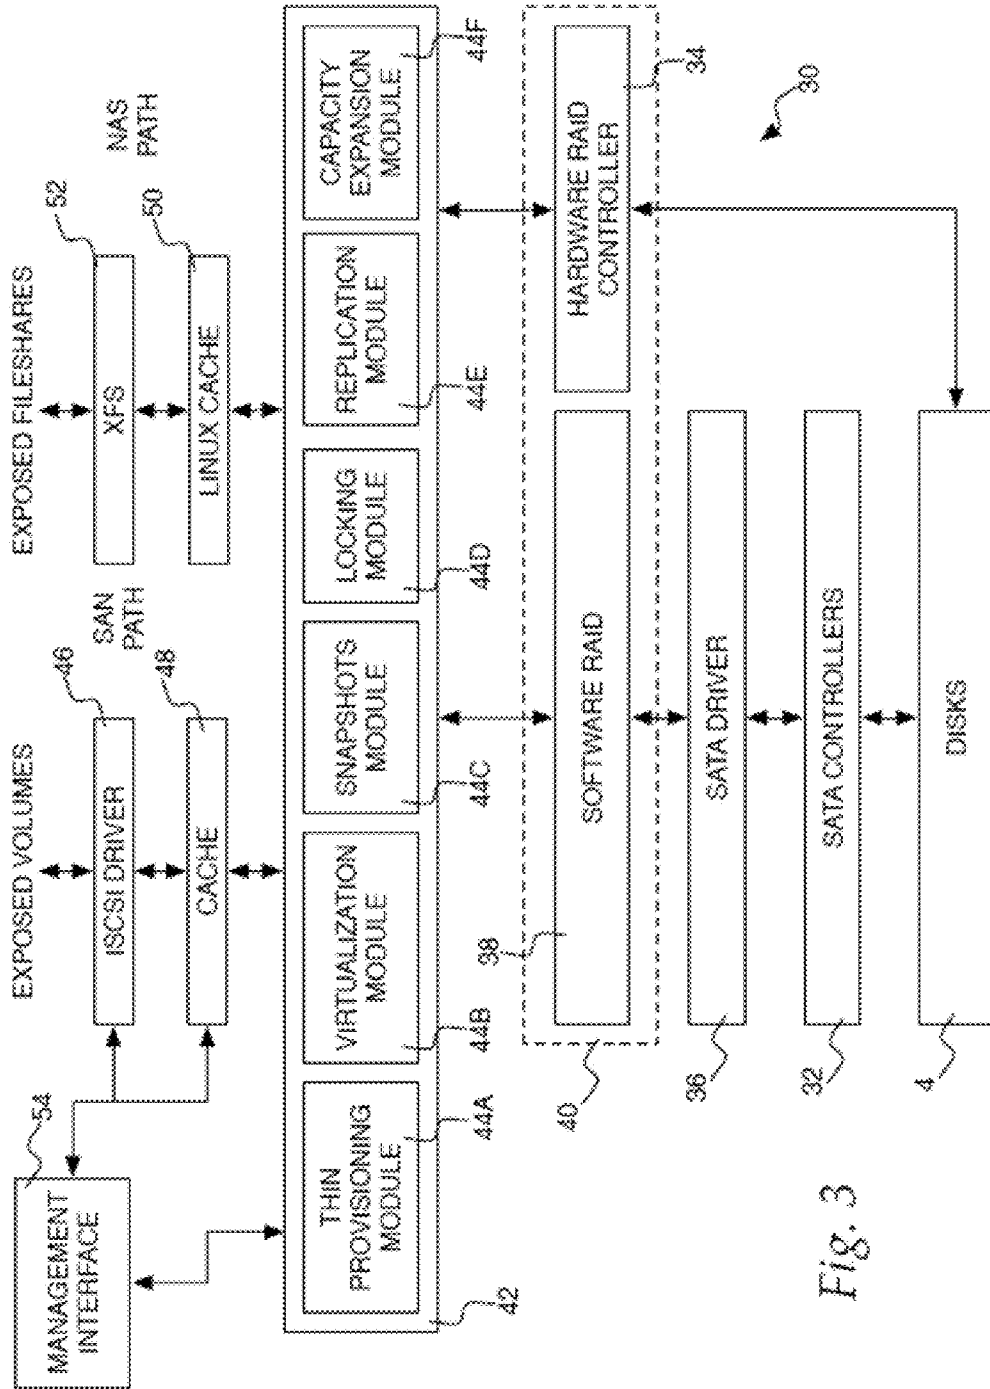 EXPOSED VOLUMES
EXPOSED FILESHARES
54
MANAGEMENT
INTERFACE
46
ISCSI DRIVER
SAN
PATH
52
XFS
NAS
PATH
48
CACHE
50
LINUX CACHE
THIN
PROVISIONING
MODULE
VIRTUALIZATION
MODULE
SNAPSHOTS
MODULE
LOCKING
MODULE
REPLICATION
MODULE
CAPACITY
EXPANSION
MODULE
42
44A
44B
44C
44D
44E
44F
38
SOFTWARE RAID
HARDWARE RAID
CONTROLLER
40
34
36
SATA DRIVER
32
SATA CONTROLLERS
30
4
DISKS
Fig. 3